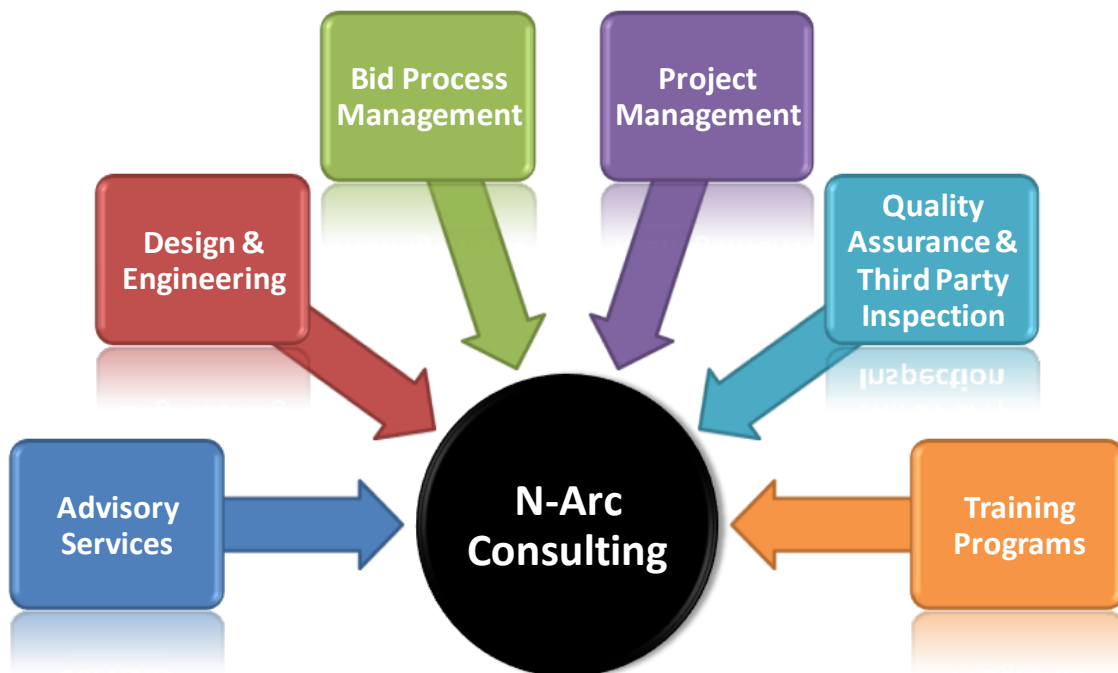 Bid Process
Management
Project
Management
Design &
Engineering
Quality
Assurance &
Third Party
Inspection
Advisory
Services
N-Arc
Consulting
Training
Programs